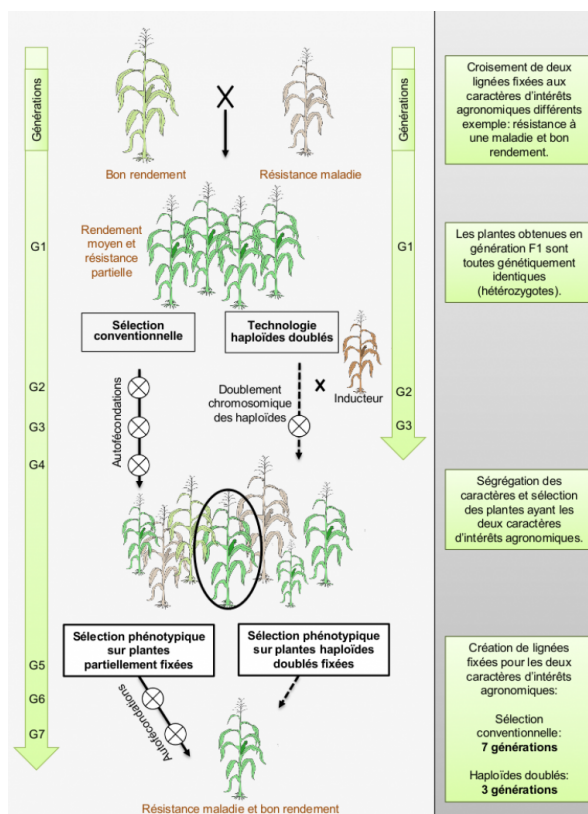 Générations
Bon rendement
Résistance maladie
Générations
Croisement de deux
lignées fixées aux
caractères d'intérêts
agronomiques différents
exemple: résistance à
une maladie et bon
rendement.
G1
Rendement
moyen et
résistance
partielle
G1
Les plantes obtenues en
génération F1 sont
toutes génétiquement
identiques
(hétérozygotes).
Sélection
conventionnelle
Technologie
haploïdes doublés
G2
G3
G4
Autofécondations
Doublement
chromosomique
des haploïdes
X
Inducteur
G2
G3
Ségrégation des
caractères et sélection
des plantes ayant les
deux caractères
d'intérêts agronomiques.
Sélection phénotypique
sur plantes
partiellement fixées
Sélection phénotypique
sur plantes haploïdes
doublés fixées
G5
G6
G7
Autofécondations
Résistance maladie et bon rendement
Création de lignées
fixées pour les deux
caractères d'intérêts
agronomiques:
Sélection
conventionnelle:
7 générations
Haploïdes doublés:
3 générations